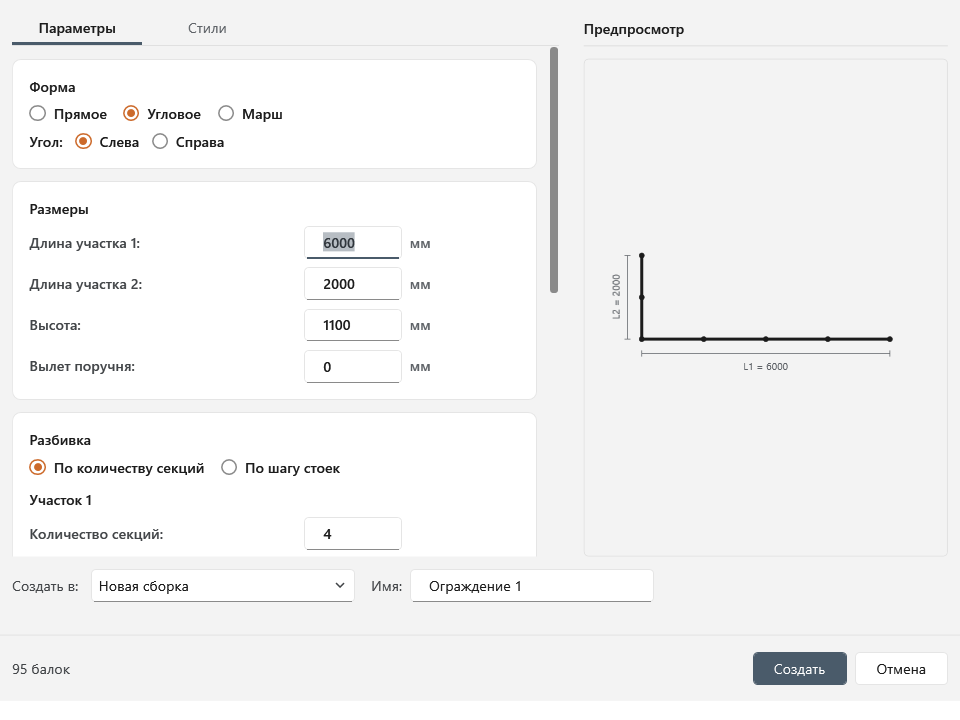 Параметры
Стили
Предпросмотр
Форма
Прямое
Угловое
Марш
Угол:
Слева
Справа
Размеры
Длина участка 1:
6000
мм
Длина участка 2:
2000
мм
Высота:
1100
мм
Вылет поручня:
0
мм
Разбивка
По количеству секций
По шагу стоек
Участок 1
Количество секций:
4
L2 = 2000
L1 = 6000
Создать в:
Новая сборка
Имя:
Ограждение 1
95 балок
Создать
Отмена